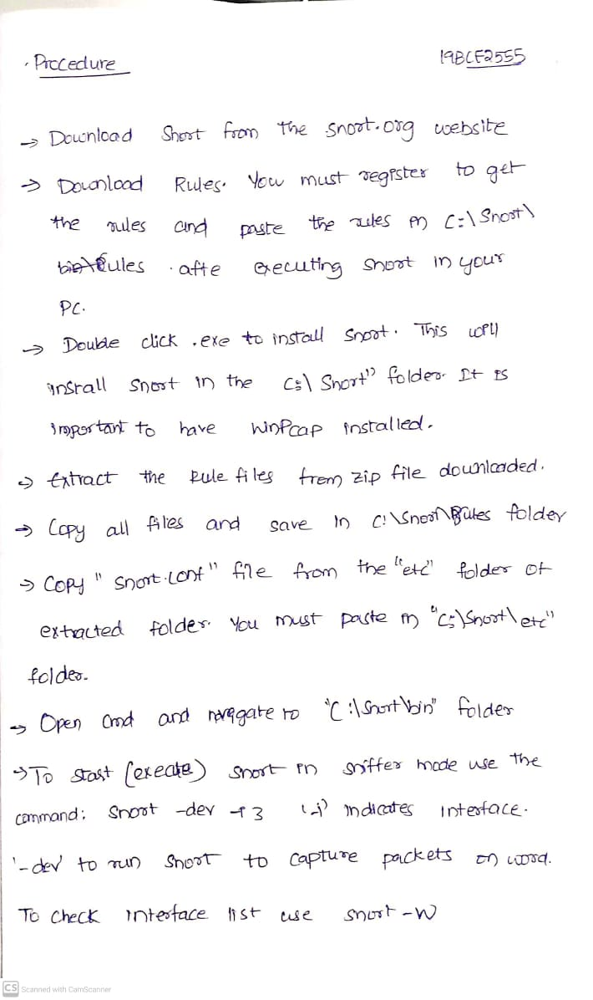 . Procedure
19BCE2555
→ Download Snort from the snort.org website
→ Download Rules. You must register to get
the rules and paste the rules in C:\Snort\
Rules . afte executing snort in your
PC.
→ Double click .exe to install Snort. This will
install snort in the C:\ Snort" folder. It is
important to have WinPcap installed.
→ Extract the Rule files from zip file downloaded.
→ Copy all files and save in C:\Snort\Rules folder
→ Copy "snort.conf" file from the "etc" folder of
extracted folder. You must paste in "C:\Snort\etc"
folder.
→ Open Cmd and navigate to "C:\Snort\bin" folder
→ To start (execute) snort in sniffer mode use the
command: Snort -dev -i 3 '-i' indicates interface.
'-dev' to run Snort to capture packets on
To check interface list use snort -W
CS Scanned with CamScanner